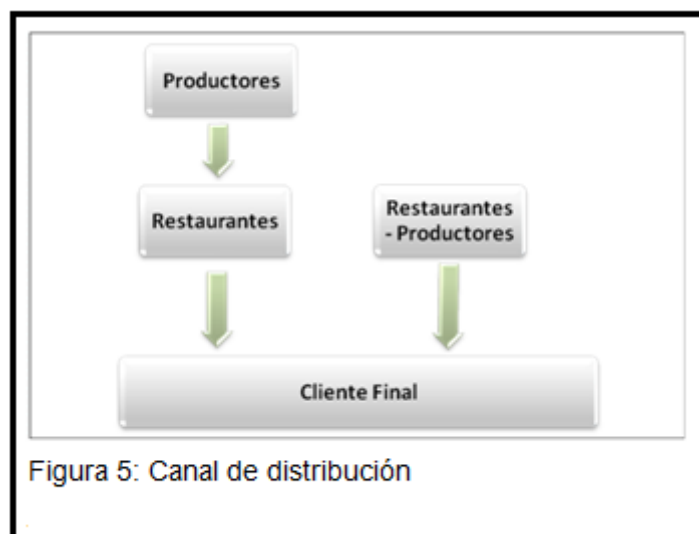 Productores
Restaurantes
Restaurantes
- Productores
Cliente Final
Figura 5: Canal de distribución